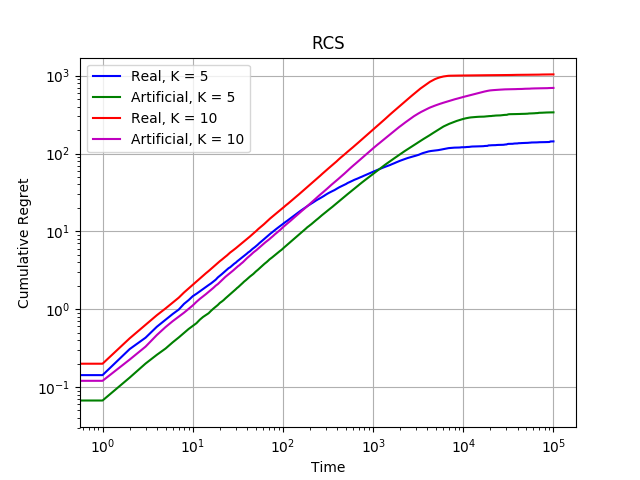 RCS
Real, K = 5
Artificial, K = 5
Real, K = 10
Artificial, K = 10
Cumulative Regret
10³
10²
10¹
10⁰
10⁻¹
10⁰ 10¹ 10² 10³ 10⁴ 10⁵
Time